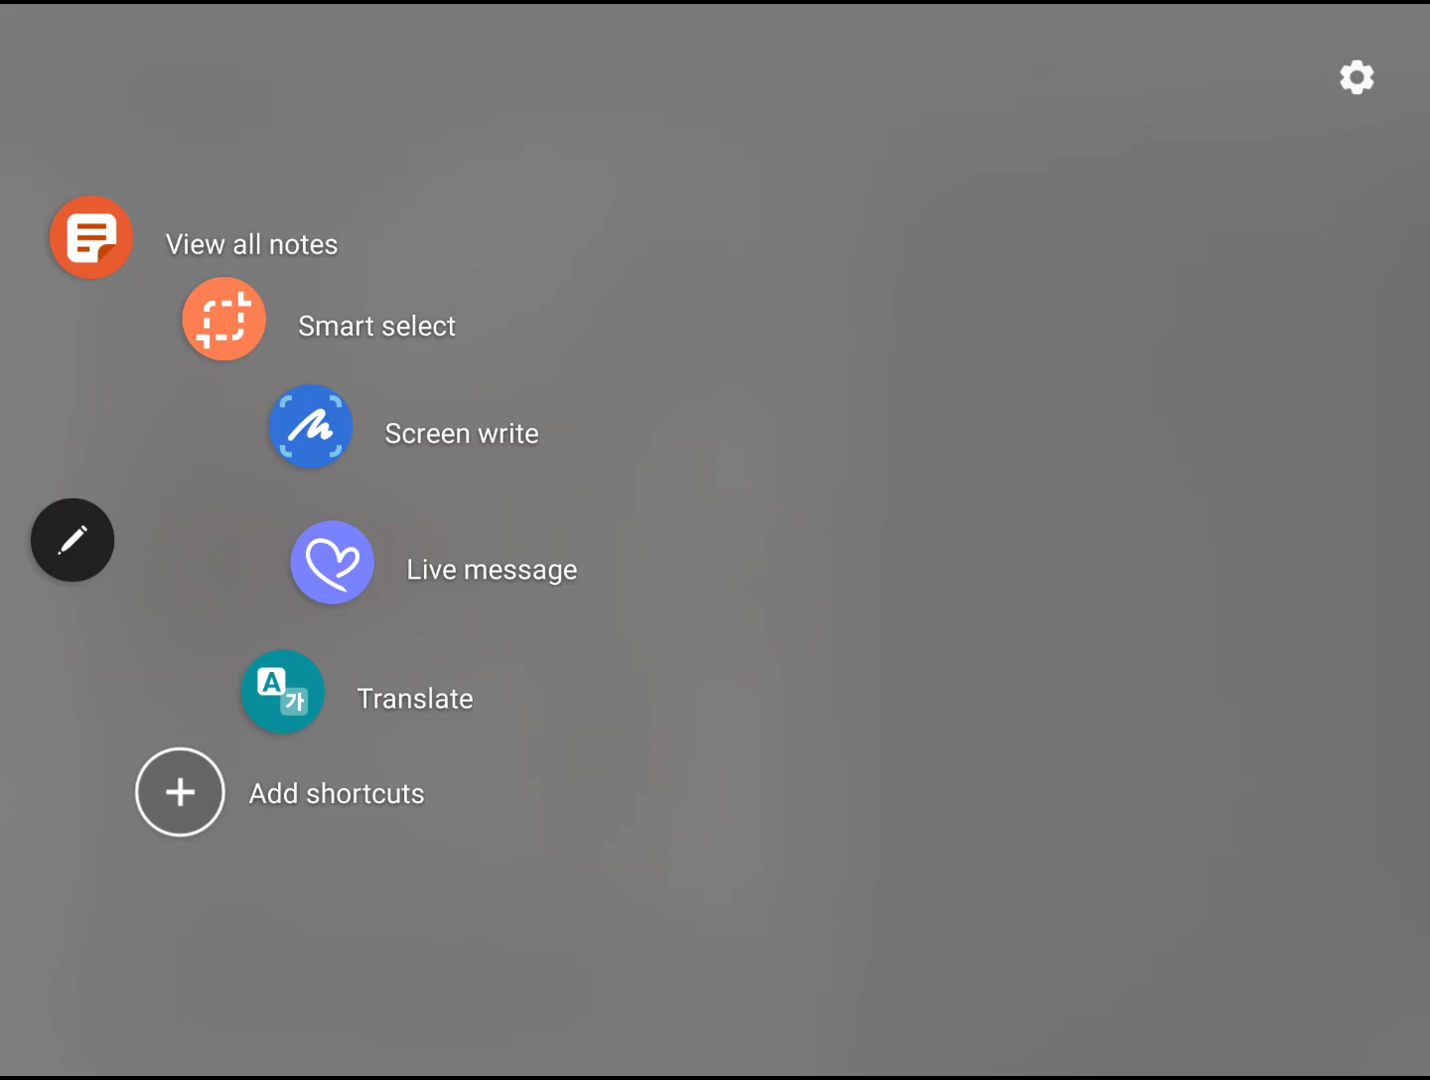 View all notes
Smart select
Screen write
Live message
A
가
Translate
Add shortcuts